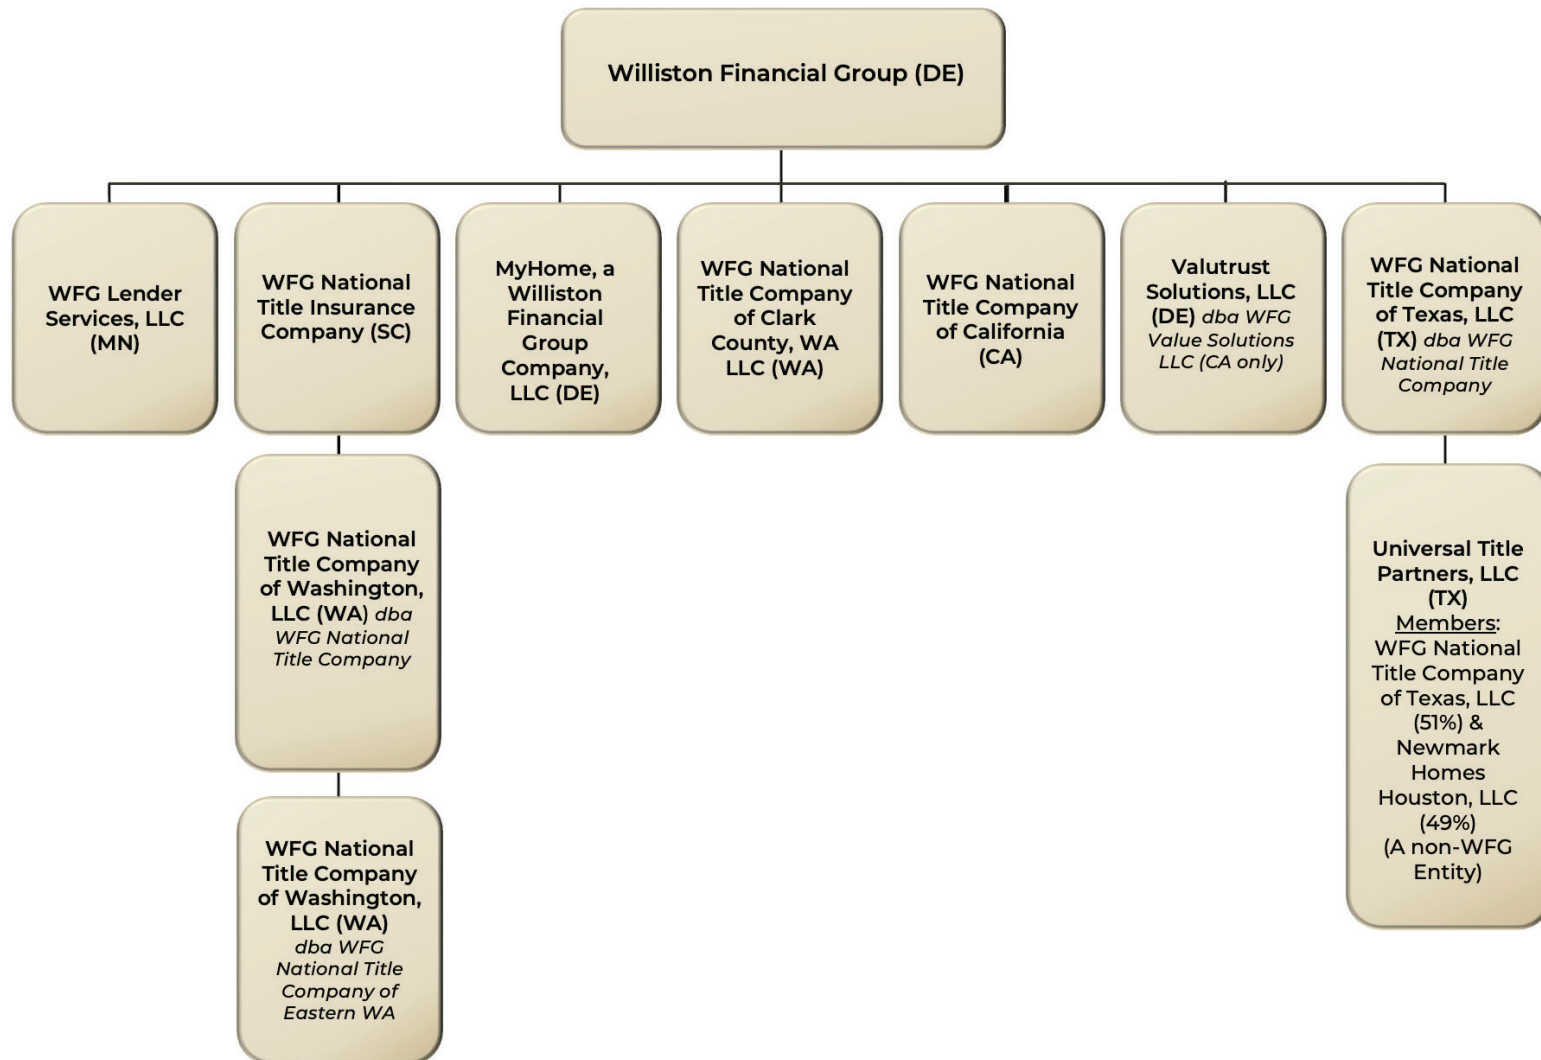 Williston Financial Group (DE)
WFG Lender
Services, LLC
(MN)
WFG National
Title Insurance
Company (SC)
MyHome, a
Williston
Financial
Group
Company,
LLC (DE)
WFG National
Title Company
of Clark
County, WA
LLC (WA)
WFG National
Title Company
of California
(CA)
Valutrust
Solutions, LLC
(DE) dba WFG
Value Solutions
LLC (CA only)
WFG National
Title Company
of Texas, LLC
(TX) dba WFG
National Title
Company
WFG National
Title Company
of Washington,
LLC (WA) dba
WFG National
Title Company
Universal Title
Partners, LLC
(TX)
Members:
WFG National
Title Company
of Texas, LLC
(51%) &
Newmark
Homes
Houston, LLC
(49%)
(A non-WFG
Entity)
WFG National
Title Company
of Washington,
LLC (WA)
dba WFG
National Title
Company of
Eastern WA